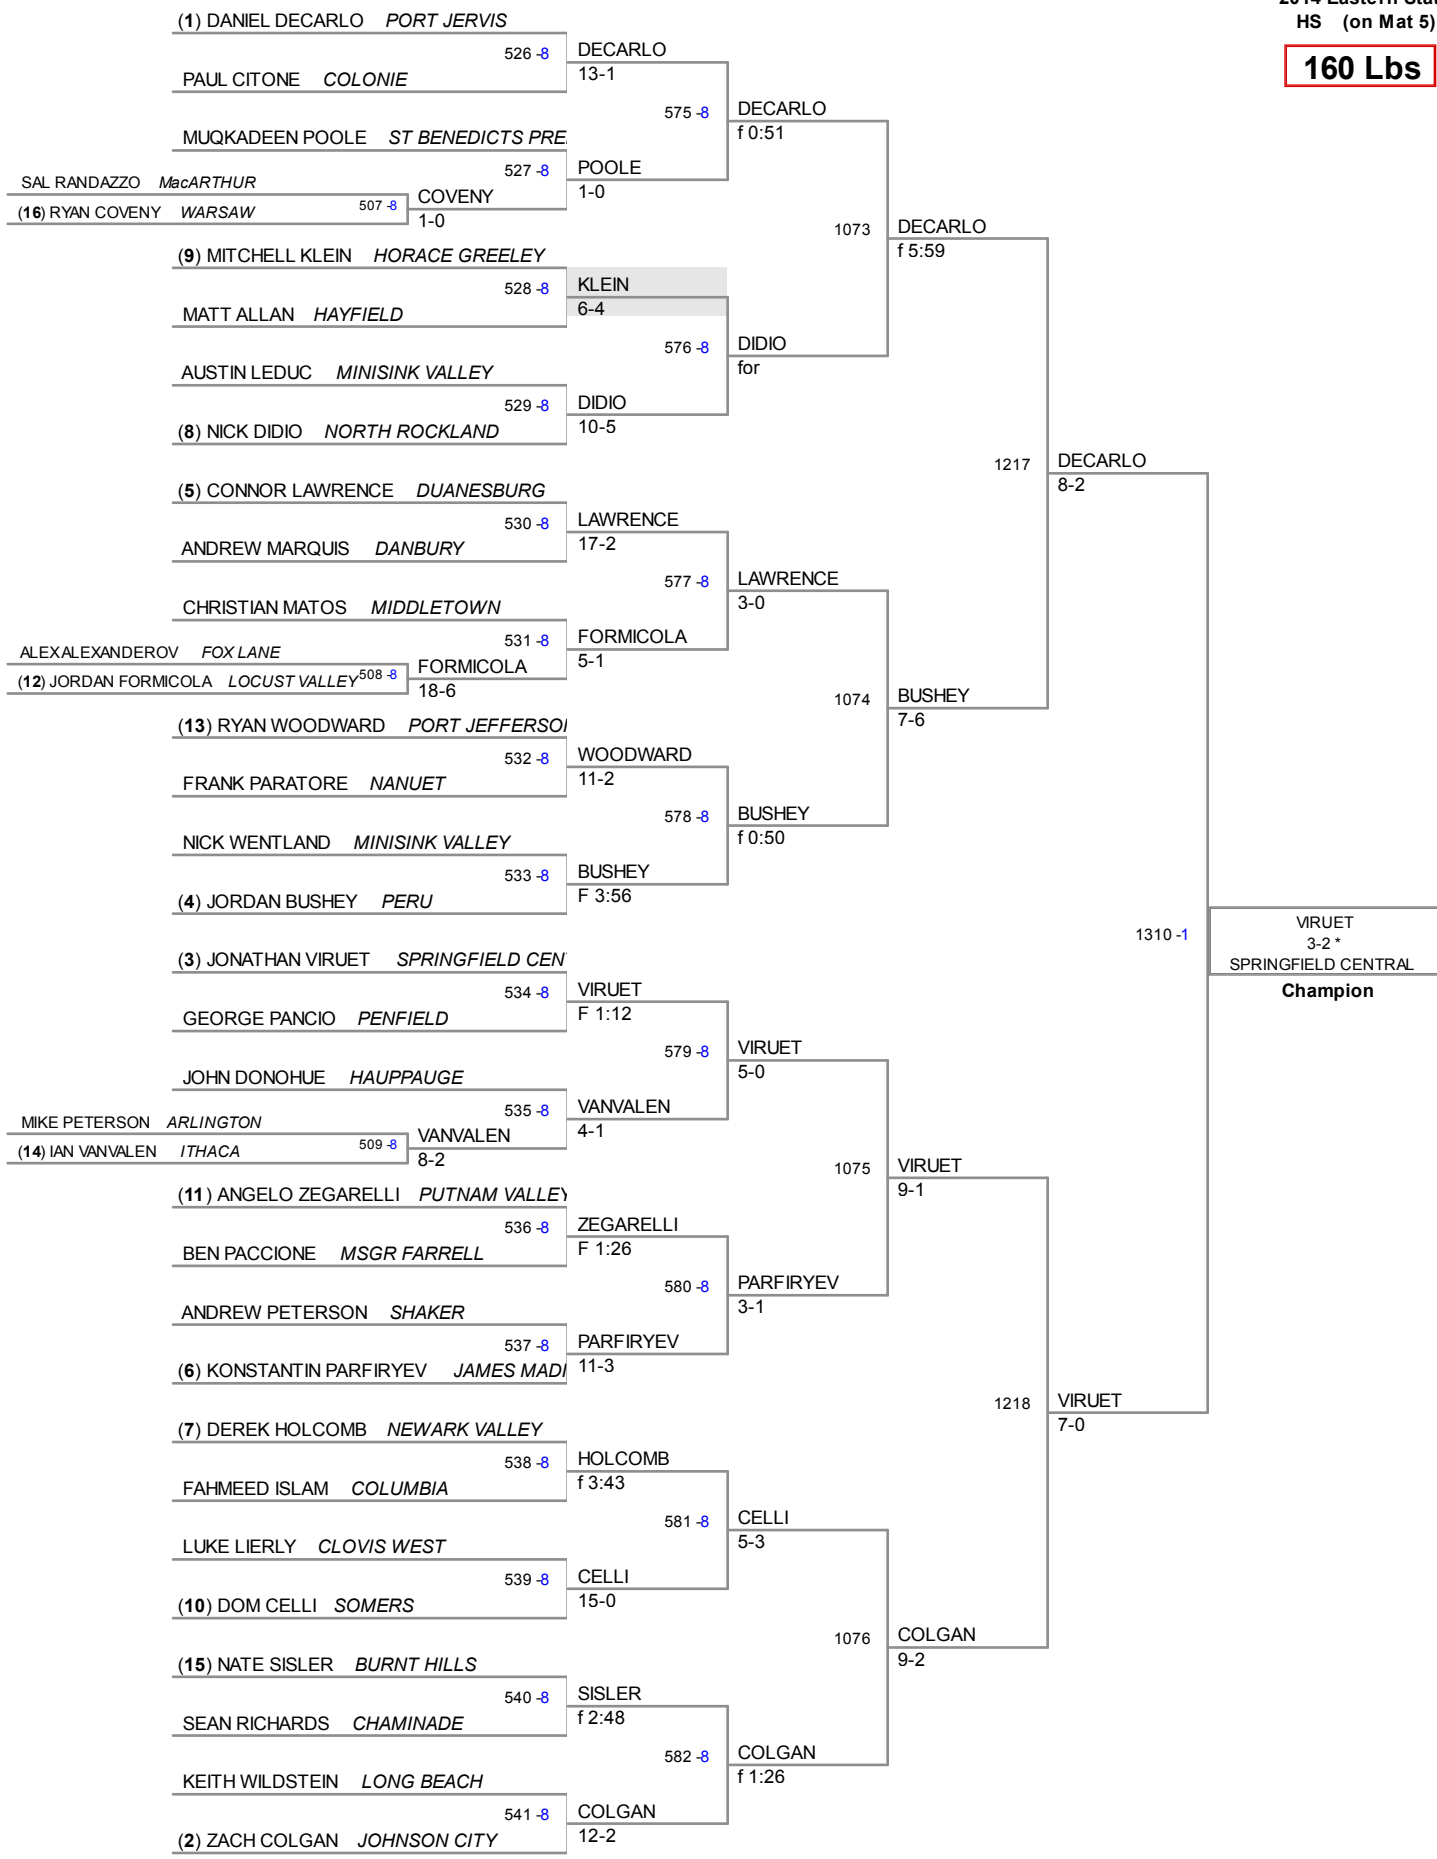 2014 Eastern Stat
HS (on Mat 5)
160 Lbs
(1) DANIEL DECARLO PORT JERVIS
526 -8
DECARLO
13-1
PAUL CITONE COLONIE
575 -8
DECARLO
f 0:51
MUQKADEEN POOLE ST BENEDICTS PRE
527 -8
POOLE
1-0
SAL RANDAZZO MacARTHUR
507 -8
COVENY
1-0
(16) RYAN COVENY WARSAW
1073
DECARLO
f 5:59
(9) MITCHELL KLEIN HORACE GREELEY
528 -8
KLEIN
6-4
MATT ALLAN HAYFIELD
576 -8
DIDIO
for
AUSTIN LEDUC MINISINK VALLEY
529 -8
DIDIO
10-5
(8) NICK DIDIO NORTH ROCKLAND
1217
DECARLO
8-2
(5) CONNOR LAWRENCE DUANESBURG
530 -8
LAWRENCE
17-2
ANDREW MARQUIS DANBURY
577 -8
LAWRENCE
3-0
CHRISTIAN MATOS MIDDLETOWN
531 -8
FORMICOLA
5-1
ALEXALEXANDEROV FOX LANE
508 -8
FORMICOLA
18-6
(12) JORDAN FORMICOLA LOCUST VALLEY
1074
BUSHEY
7-6
(13) RYAN WOODWARD PORT JEFFERSO
532 -8
WOODWARD
11-2
FRANK PARATORE NANUET
578 -8
BUSHEY
f 0:50
NICK WENTLAND MINISINK VALLEY
533 -8
BUSHEY
F 3:56
(4) JORDAN BUSHEY PERU
1310 -1
VIRUET
3-2 *
SPRINGFIELD CENTRAL
Champion
(3) JONATHAN VIRUET SPRINGFIELD CEN
534 -8
VIRUET
F 1:12
GEORGE PANCIO PENFIELD
579 -8
VIRUET
5-0
JOHN DONOHUE HAUPPAUGE
535 -8
VANVALEN
4-1
MIKE PETERSON ARLINGTON
509 -8
VANVALEN
8-2
(14) IAN VANVALEN ITHACA
1075
VIRUET
9-1
(11) ANGELO ZEGARELLI PUTNAM VALLEY
536 -8
ZEGARELLI
F 1:26
BEN PACCIONE MSGR FARRELL
580 -8
PARFIRYEV
3-1
ANDREW PETERSON SHAKER
537 -8
PARFIRYEV
11-3
(6) KONSTANTIN PARFIRYEV JAMES MADI
1218
VIRUET
7-0
(7) DEREK HOLCOMB NEWARK VALLEY
538 -8
HOLCOMB
f 3:43
FAHMEED ISLAM COLUMBIA
581 -8
CELLI
5-3
LUKE LIERLY CLOVIS WEST
539 -8
CELLI
15-0
(10) DOM CELLI SOMERS
1076
COLGAN
9-2
(15) NATE SISLER BURNT HILLS
540 -8
SISLER
f 2:48
SEAN RICHARDS CHAMINADE
582 -8
COLGAN
f 1:26
KEITH WILDSTEIN LONG BEACH
541 -8
COLGAN
12-2
(2) ZACH COLGAN JOHNSON CITY